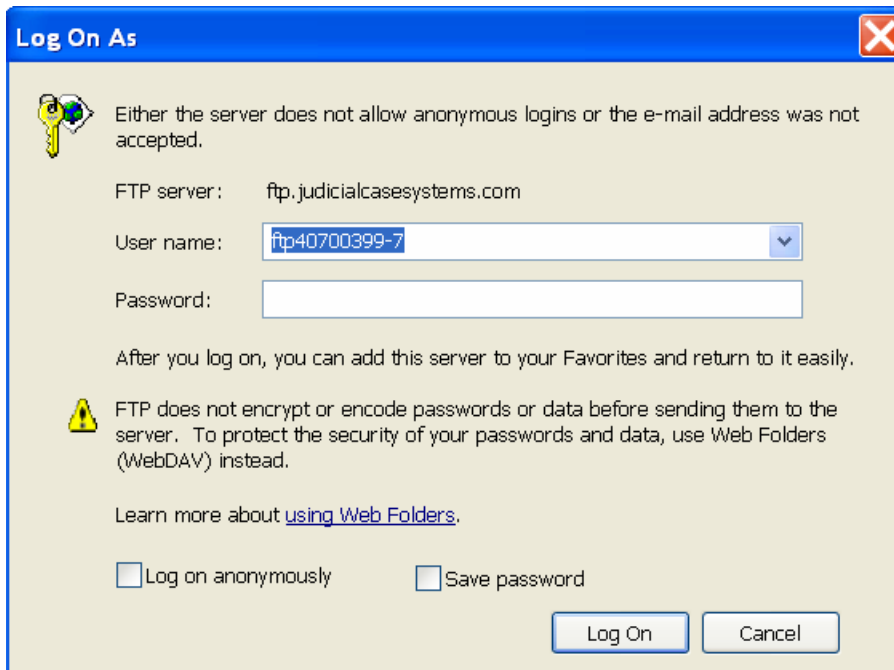 Log On As
Either the server does not allow anonymous logins or the e-mail address was not
accepted.
FTP server: ftp.judicialcasesystems.com
User name: ftp40700399-7
Password:
After you log on, you can add this server to your Favorites and return to it easily.
FTP does not encrypt or encode passwords or data before sending them to the
server. To protect the security of your passwords and data, use Web Folders
(WebDAV) instead.
Learn more about using Web Folders.
Log on anonymously Save password
Log On Cancel